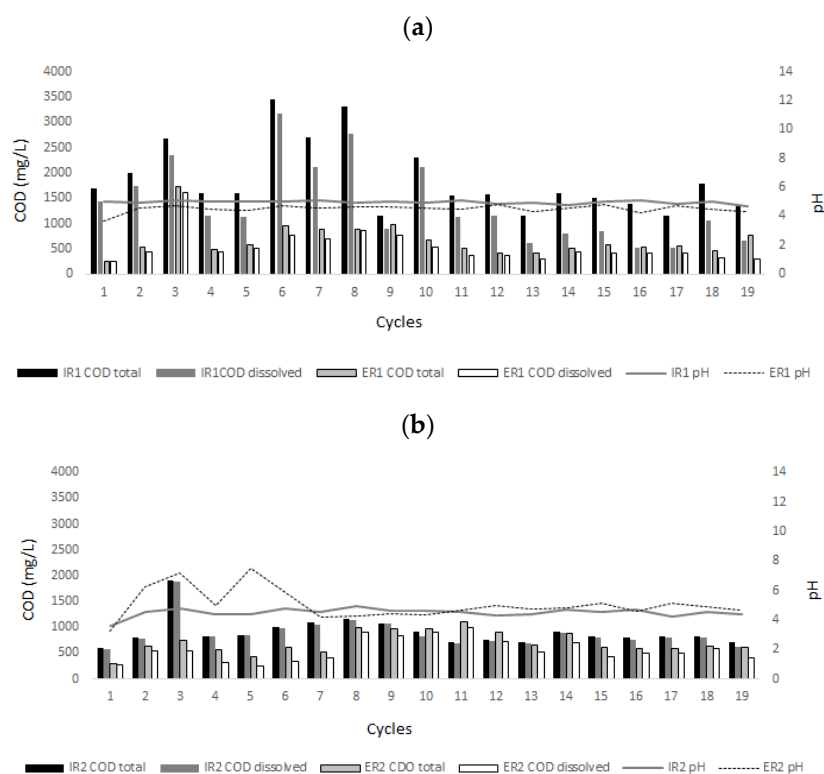 (a)
4000
3500
3000
2500
2000
1500
1000
500
0
COD (mg/L)
14
12
10
8
6
4
2
0
pH
1 2 3 4 5 6 7 8 9 10 11 12 13 14 15 16 17 18 19
Cycles
IR1 COD total IR1COD dissolved ER1 COD total ER1 COD dissolved IR1 pH ER1 pH
(b)
4000
3500
3000
2500
2000
1500
1000
500
0
COD (mg/L)
14
12
10
8
6
4
2
0
pH
1 2 3 4 5 6 7 8 9 10 11 12 13 14 15 16 17 18 19
Cycles
IR2 COD total IR2 COD dissolved ER2 CDO total ER2 COD dissolved IR2 pH ER2 pH